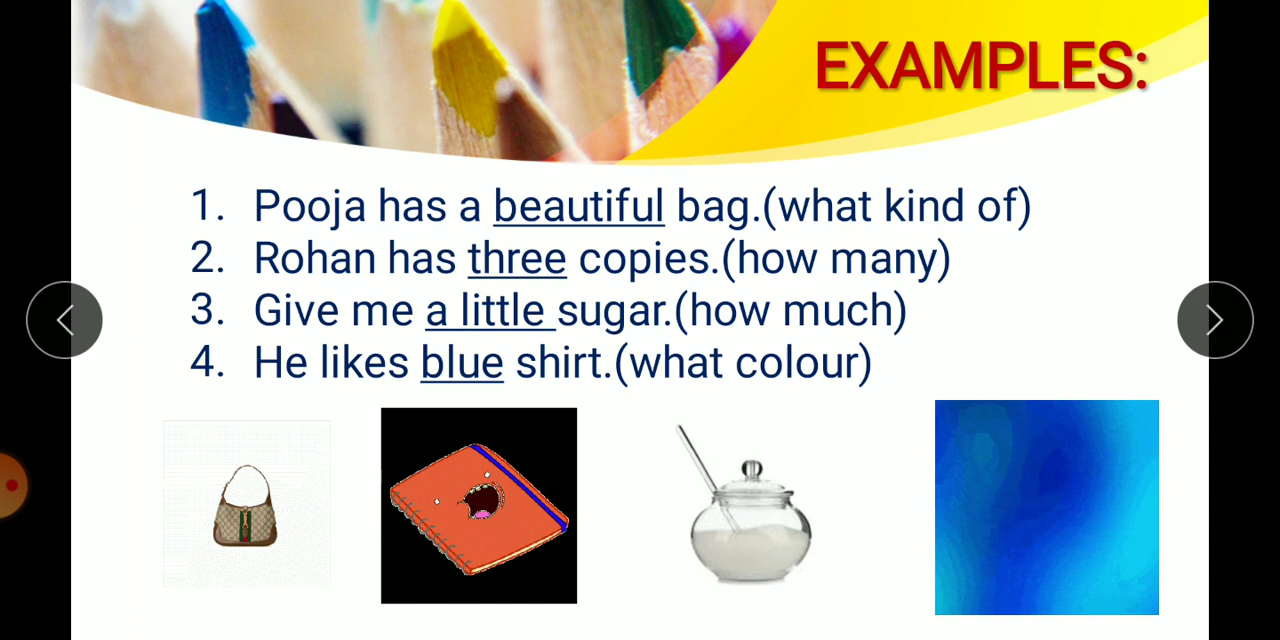 EXAMPLES:
1. Pooja has a beautiful bag.(what kind of)
2. Rohan has three copies.(how many)
3. Give me a little sugar.(how much)
4. He likes blue shirt.(what colour)